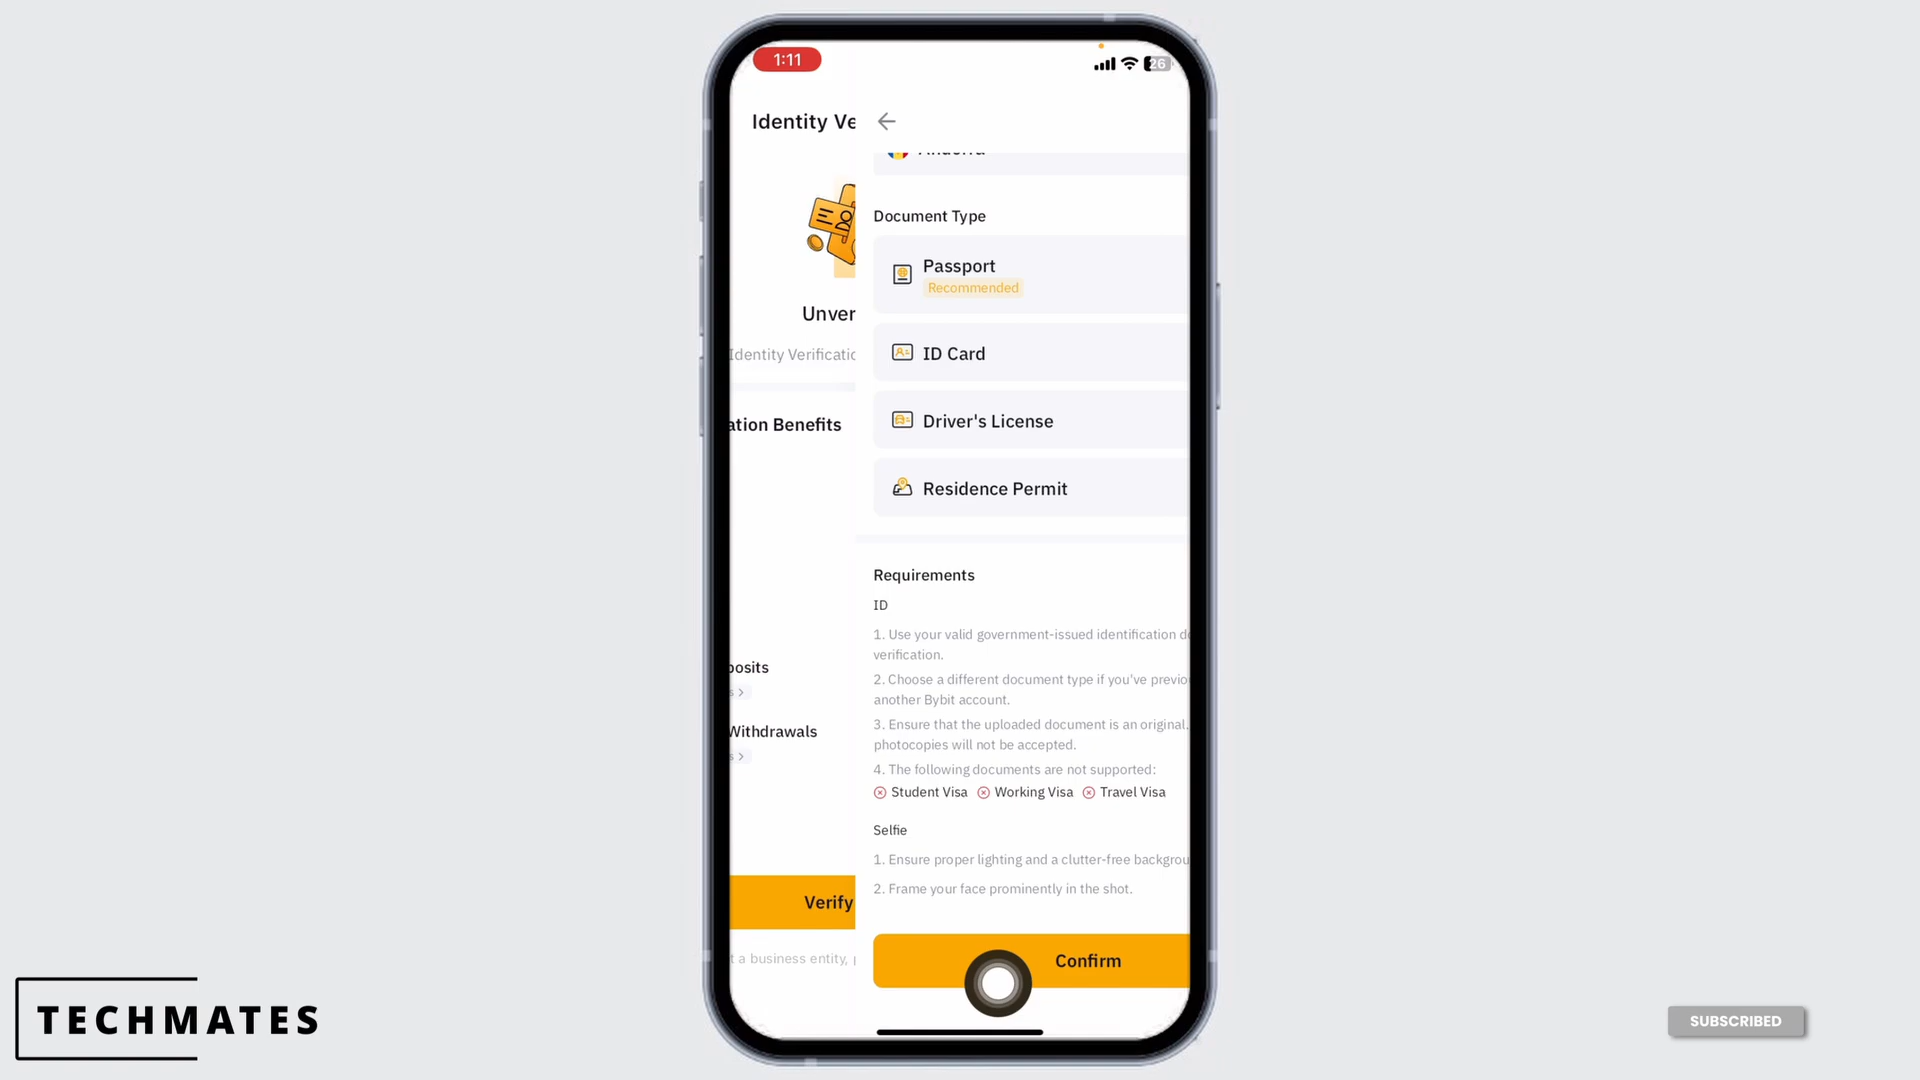 1:11
26
Identity Ve
Unver
Identity Verificatio
ation Benefits
posits
s >
Withdrawals
s >
Verify
t a business entity,
Andorra
Document Type
Passport
Recommended
ID Card
Driver's License
Residence Permit
Requirements
ID
1. Use your valid government-issued identification do
verification.
2. Choose a different document type if you've previo
another Bybit account.
3. Ensure that the uploaded document is an original.
photocopies will not be accepted.
4. The following documents are not supported:
Student Visa Working Visa Travel Visa
Selfie
1. Ensure proper lighting and a clutter-free backgrou
2. Frame your face prominently in the shot.
Confirm
TECHMATES
SUBSCRIBED